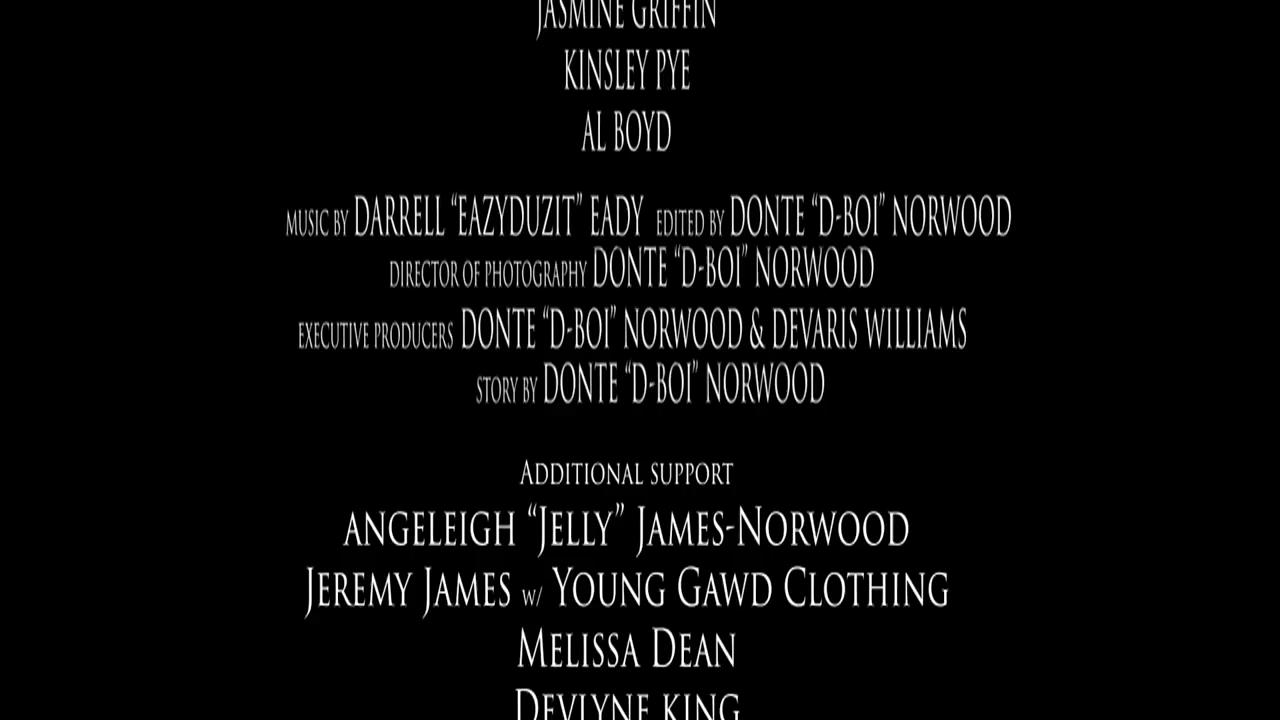 JASMINE GRIFFIN
KINSLEY PYE
AL BOYD
MUSIC BY DARRELL “EAZYDUZIT” EADY EDITED BY DONTE “D-BOI” NORWOOD
DIRECTOR OF PHOTOGRAPHY DONTE “D-BOI” NORWOOD
EXECUTIVE PRODUCERS DONTE “D-BOI” NORWOOD & DEVARIS WILLIAMS
STORY BY DONTE “D-BOI” NORWOOD
ADDITIONAL SUPPORT
ANGELEIGH “JELLY” JAMES-NORWOOD
JEREMY JAMES W/ YOUNG GAWD CLOTHING
MELISSA DEAN
DEVLYNE KING